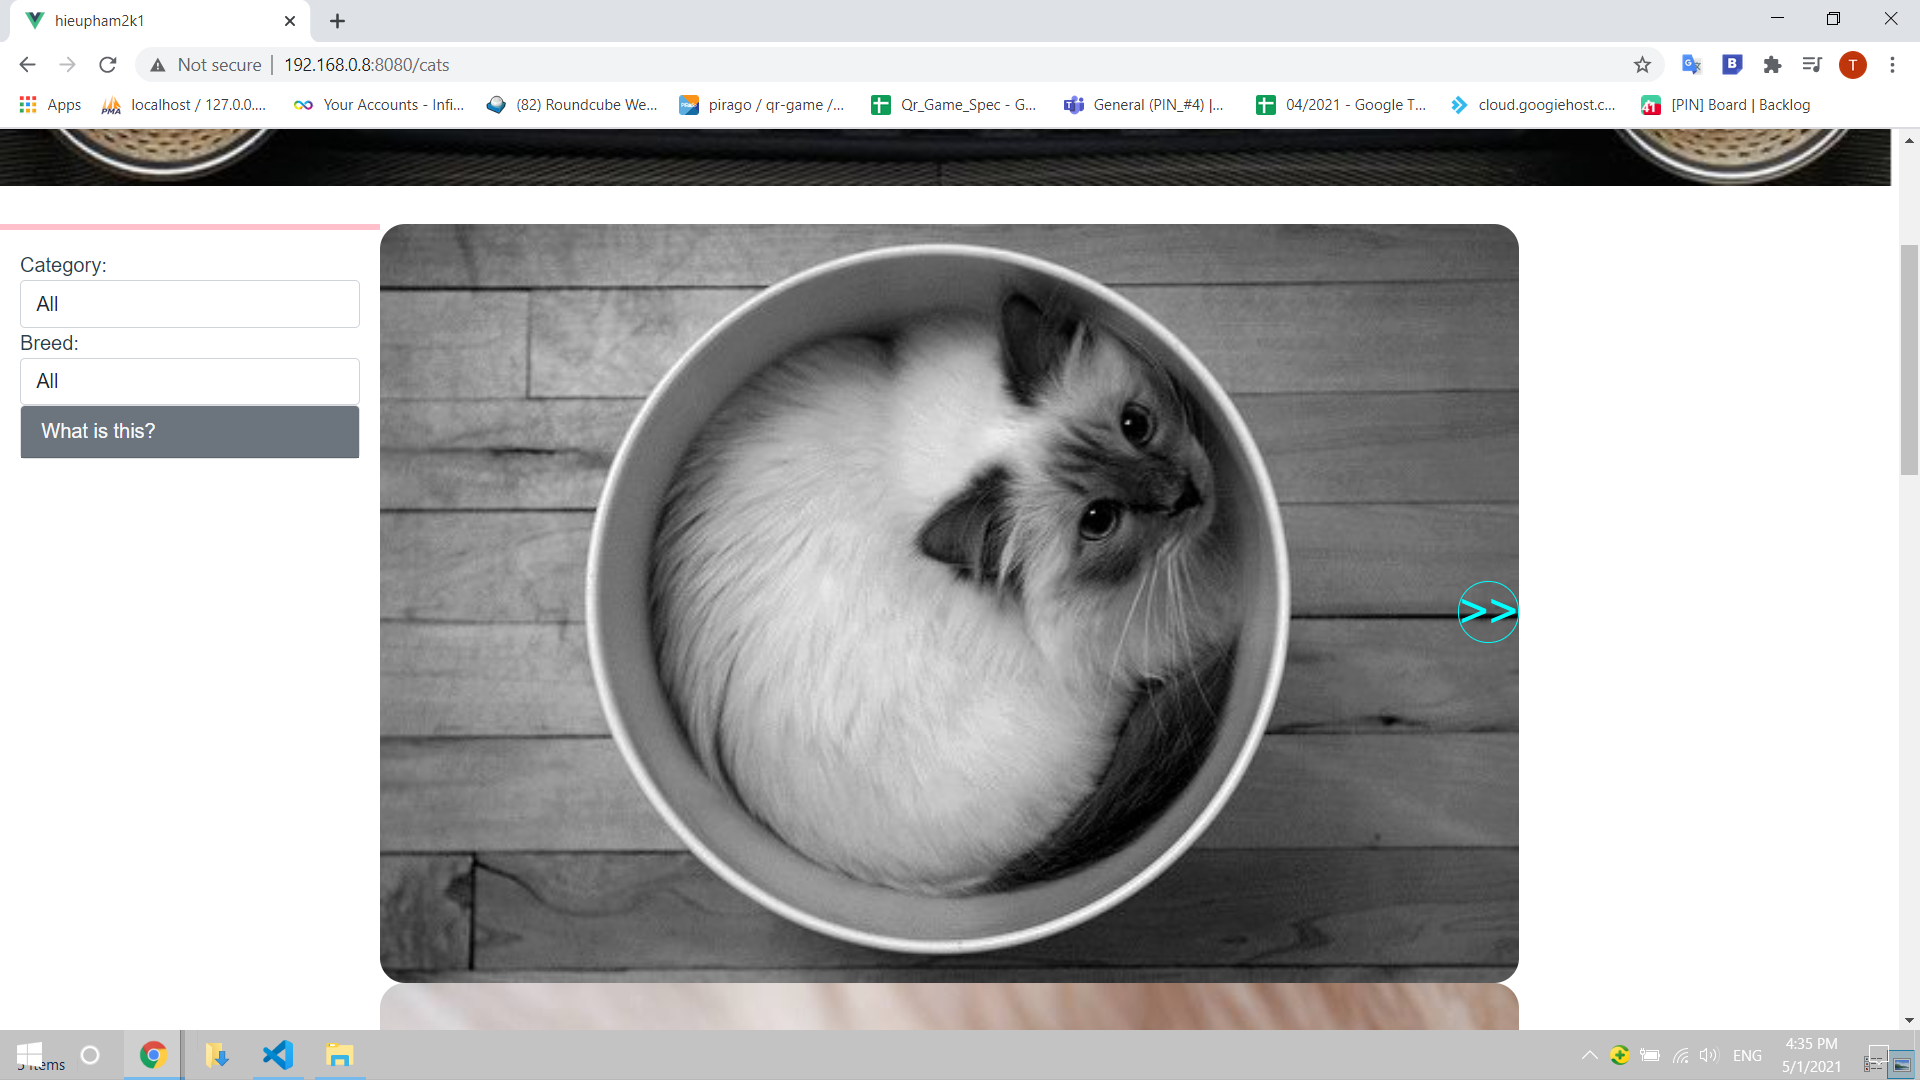 hieupham2k1
Not secure 192.168.0.8:8080/cats
B
T
Apps
PMA localhost / 127.0.0....
Your Accounts - Infi...
(82) Roundcube We...
pirago / qr-game /...
Qr_Game_Spec - G...
General (PIN_#4) |...
04/2021 - Google T...
cloud.googiehost.c...
41 [PIN] Board | Backlog
Category:
All
Breed:
All
What is this?
>>
ENG
4:35 PM
5/1/2021